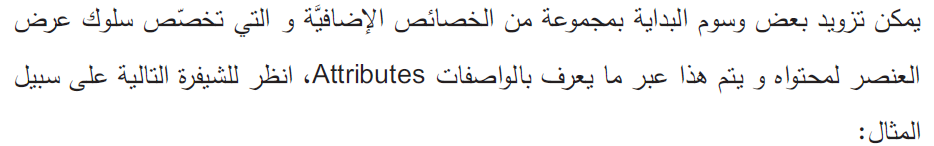 يمكن تزويد بعض وسوم البداية بمجموعة من الخصائص الإضافيَّة و التي تخصّص سلوك عرض
العنصر لمحتواه و يتم هذا عبر ما يعرف بالواصفات Attributes، انظر للشيفرة التالية على سبيل
المثال: